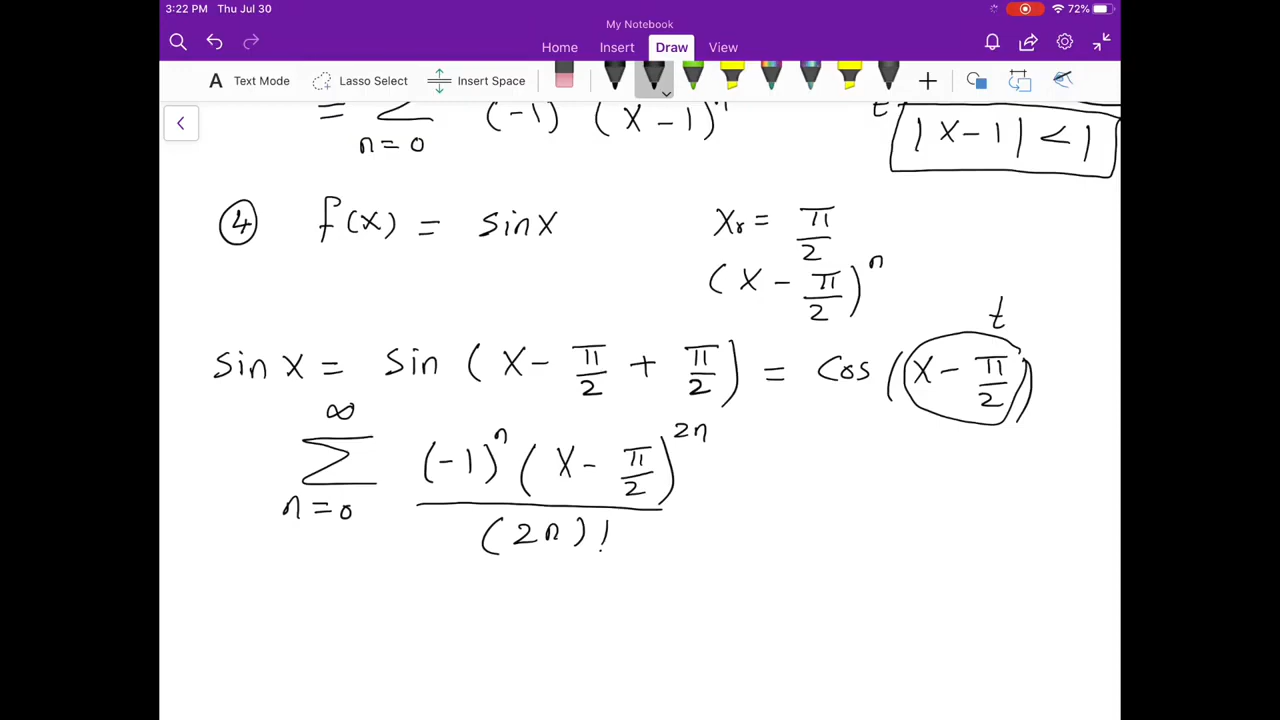 3:22 PM Thu Jul 30
72%
My Notebook
Home Insert Draw View
A Text Mode Lasso Select Insert Space
= ∑ n=0 (-1) (x-1)^n
t
|x-1| < 1
④ f(x) = sin x
x₀ = π/2
(x - π/2)^n
t
sin x = sin (x - π/2 + π/2) = cos (x - π/2)
∞
∑ (-1)^n (x - π/2)^2n
n=0
(2n)!